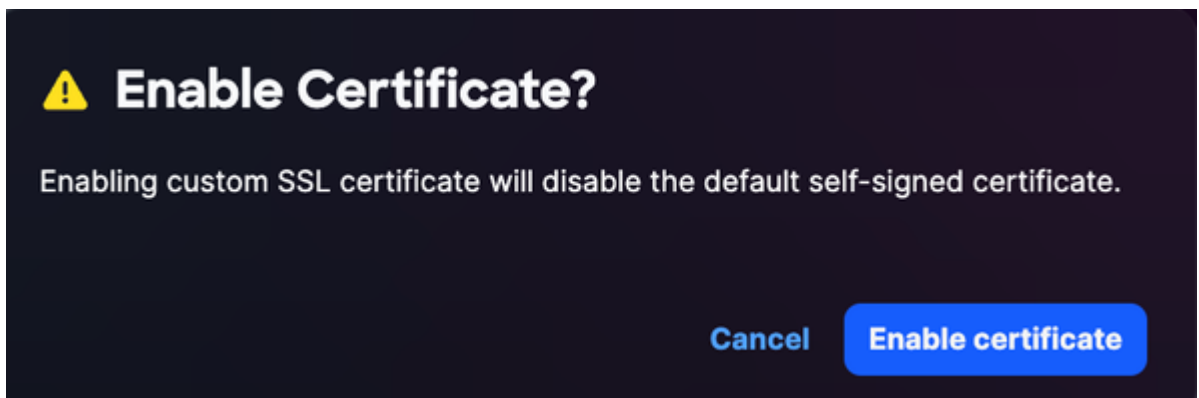 Enable Certificate?
Enabling custom SSL certificate will disable the default self-signed certificate.
Cancel Enable certificate